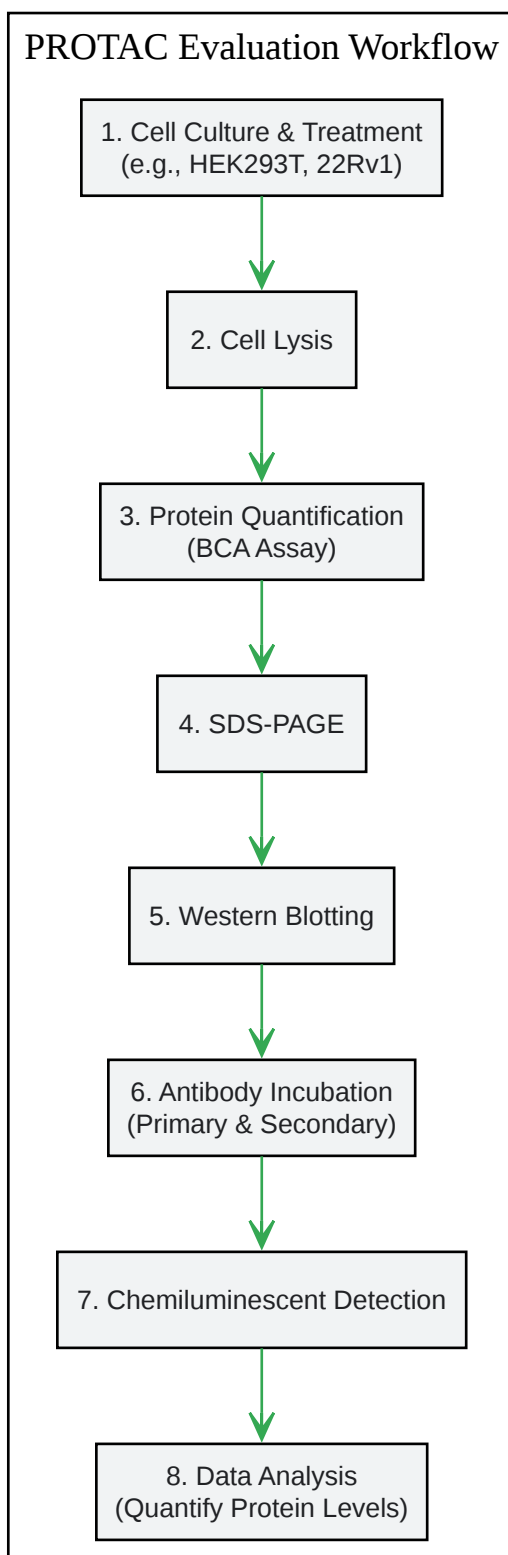 PROTAC Evaluation Workflow
1. Cell Culture & Treatment
(e.g., HEK293T, 22Rv1)
2. Cell Lysis
3. Protein Quantification
(BCA Assay)
4. SDS-PAGE
5. Western Blotting
6. Antibody Incubation
(Primary & Secondary)
7. Chemiluminescent Detection
8. Data Analysis
(Quantify Protein Levels)